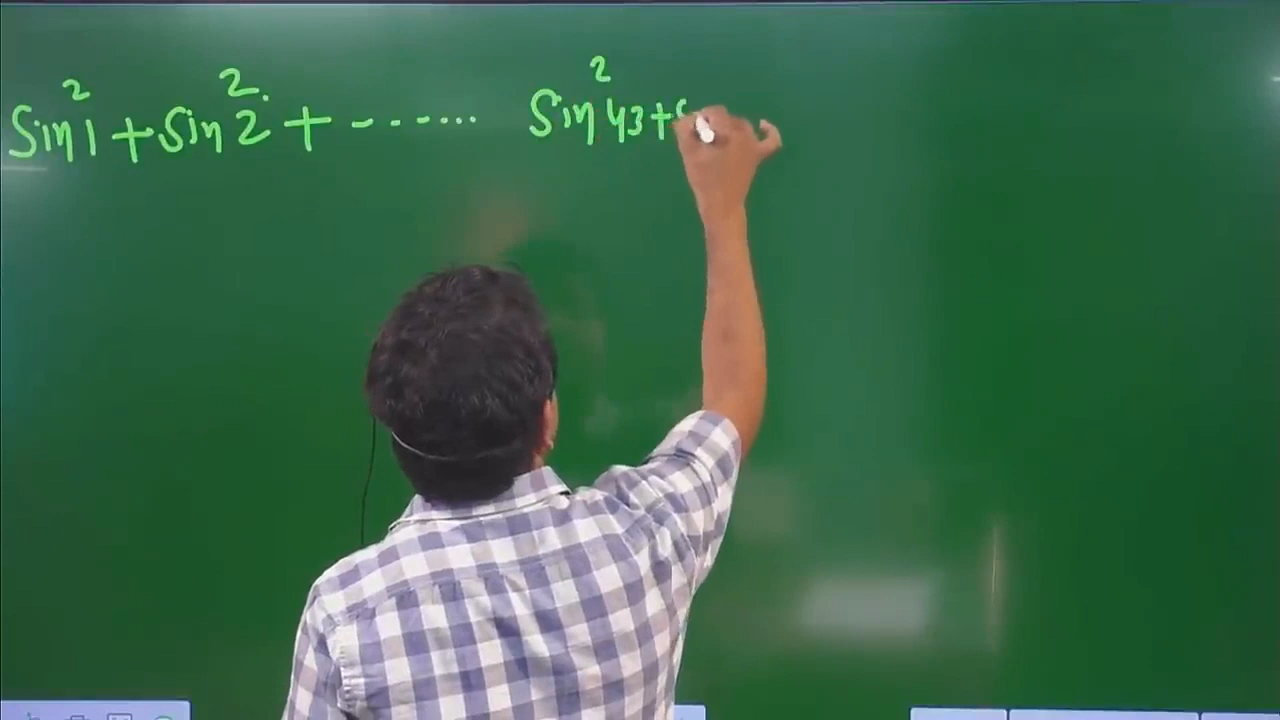 sin²1 + sin²2 + ------- sin²43 + s